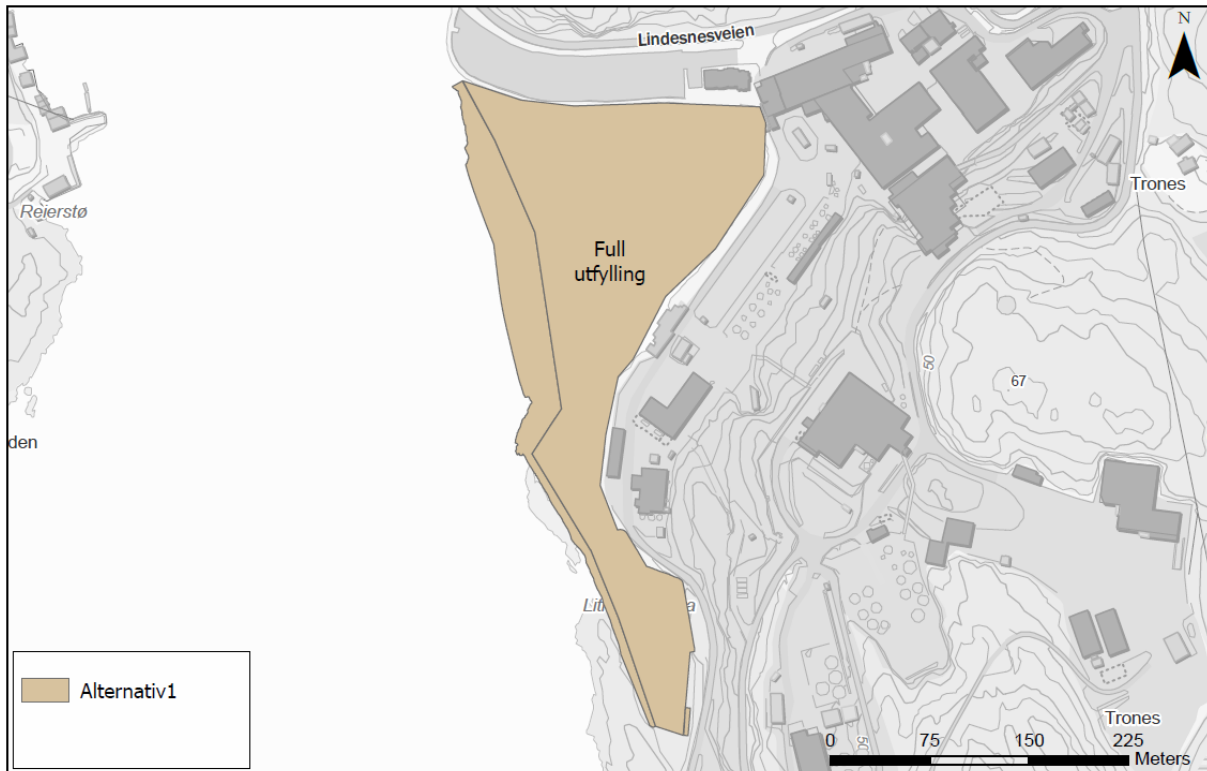 Lindesnesveien
N
Trones
Reierstø
Full
utfylling
50
67
den
Alternativ1
50
Trones
0 75 150 225
Meters